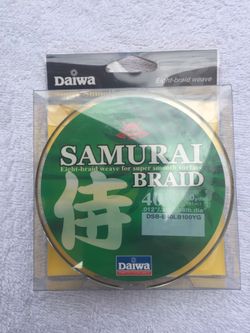 Daiwa
Eight-braid weave
SAMURAI
Eight-braid weave for super smooth surface
BRAID
侍
40
Daiwa